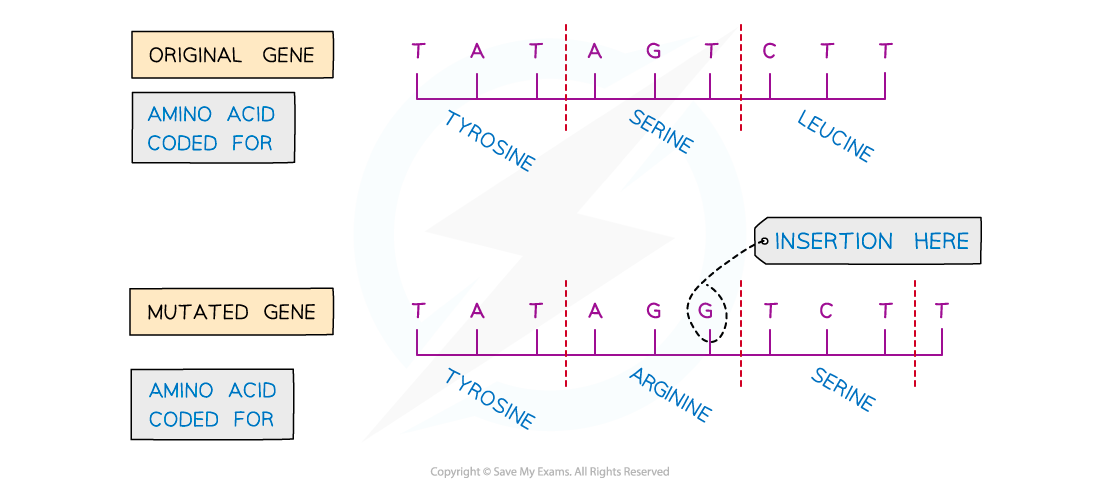 ORIGINAL GENE
T A T A G T C T T
AMINO ACID
CODED FOR
TYROSINE
SERINE
LEUCINE
INSERTION HERE
MUTATED GENE
T A T A G G T C T T
AMINO ACID
CODED FOR
TYROSINE
ARGININE
SERINE
Copyright © Save My Exams. All Rights Reserved